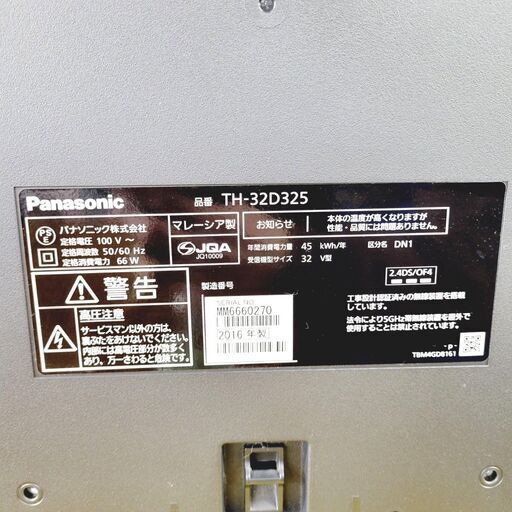 Panasonic 品番 TH-32D325
PSE
パナソニック株式会社
定格電圧 100 V ～
定格周波数 50/60 Hz
定格消費電力 66 W
マレーシア製
JQA
JQ10009
お知らせ
本体の温度が高くなりますが
性能・品質には問題ありません。
年間消費電力量 45 kWh/年 区分名 DN1
受信機型サイズ 32 V型
2.4DS/OF4
警告
高圧注意
サービスマン以外の方は、
裏ぶたをあけないでください。
内部には高電圧部分が数多く
あり、万一さわると危険です。
製造番号
SERIAL NO.
MM6660270
2016 年製
工事設計認証済みの無線装置を搭載
しています。
法令により5GHz帯無線装置を屋外で
使用することは禁止されています。
- P -
TBM4GD8161